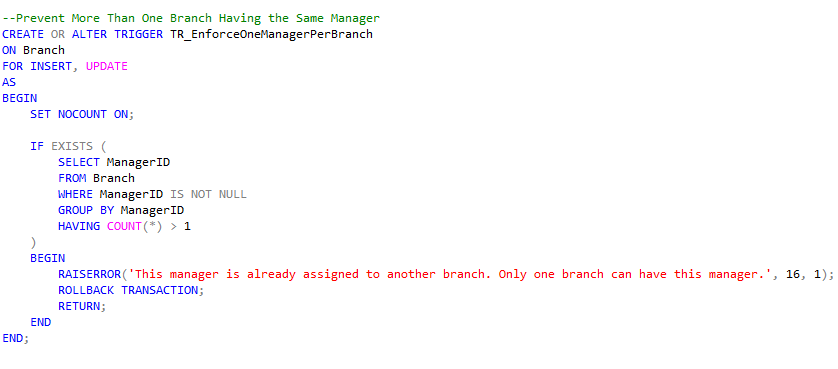 --Prevent More Than One Branch Having the Same Manager
CREATE OR ALTER TRIGGER TR_EnforceOneManagerPerBranch
ON Branch
FOR INSERT, UPDATE
AS
BEGIN
    SET NOCOUNT ON;

    IF EXISTS (
        SELECT ManagerID
        FROM Branch
        WHERE ManagerID IS NOT NULL
        GROUP BY ManagerID
        HAVING COUNT(*) > 1
    )
    BEGIN
        RAISERROR('This manager is already assigned to another branch. Only one branch can have this manager.', 16, 1);
        ROLLBACK TRANSACTION;
        RETURN;
    END
END;